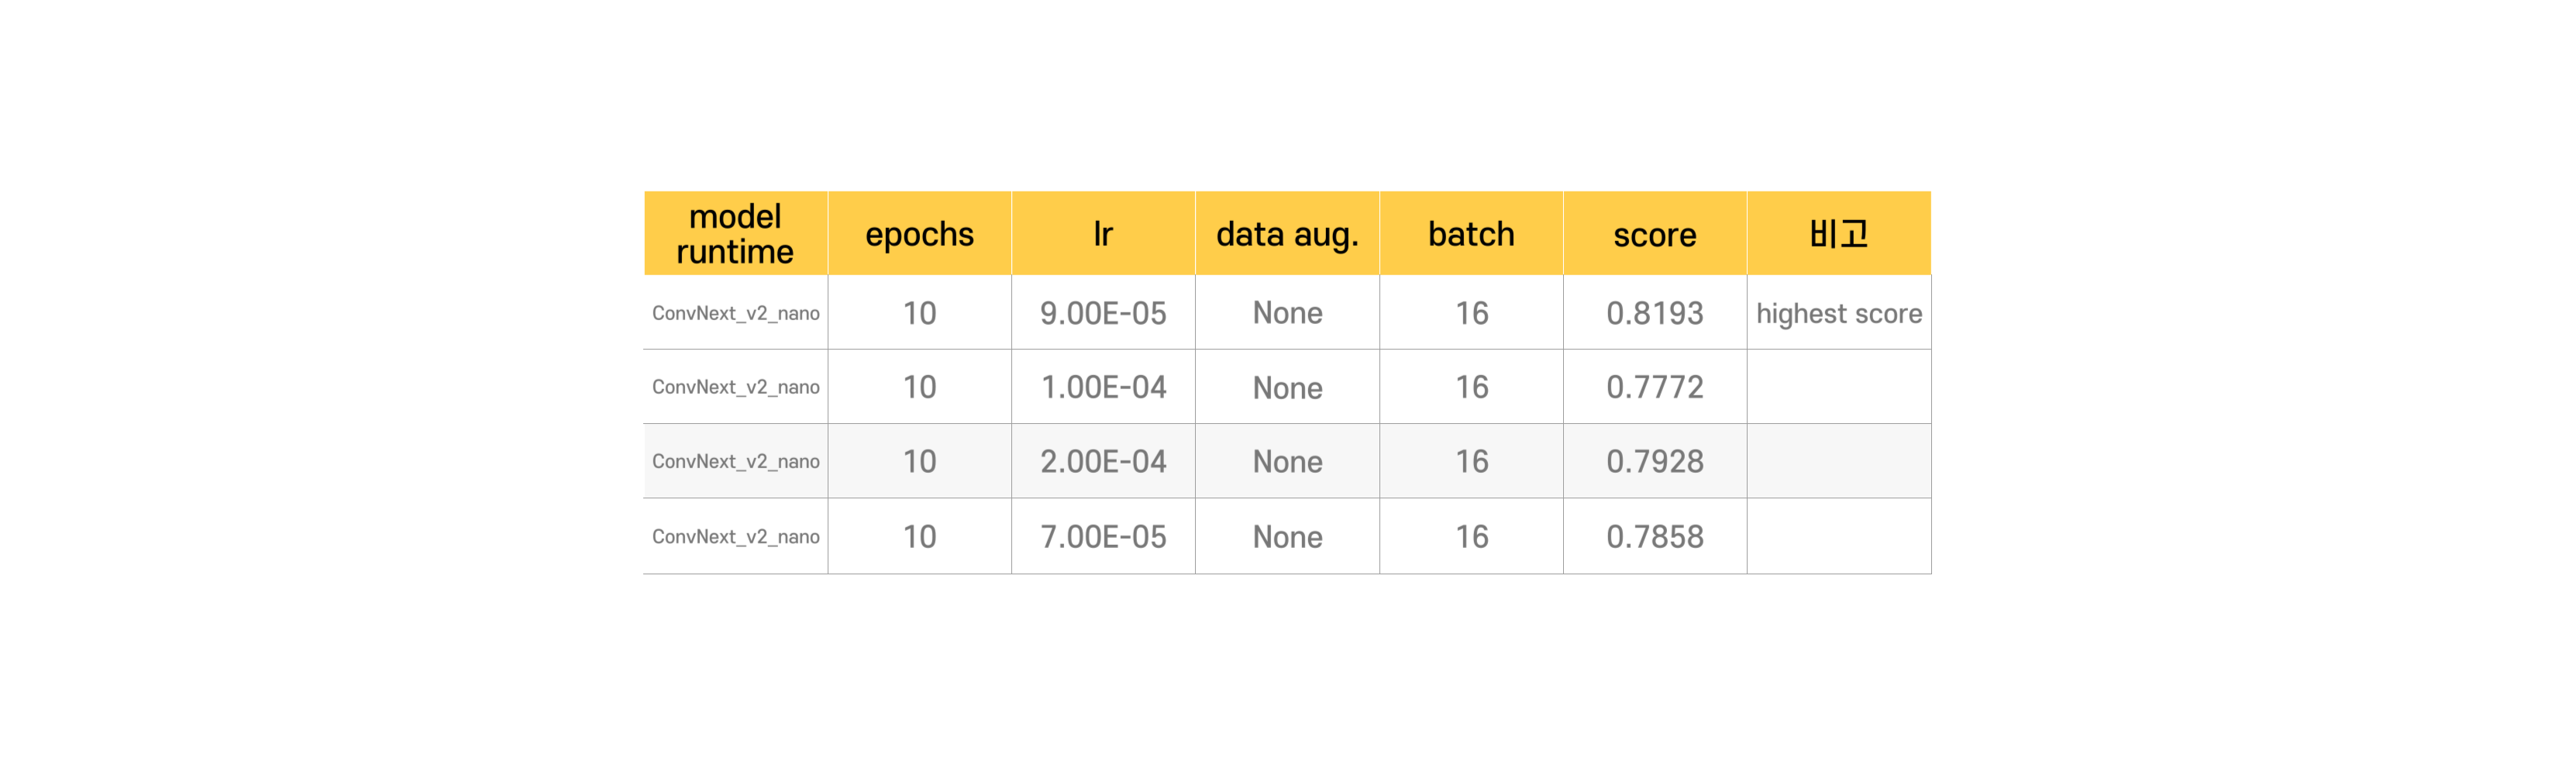 model runtime epochs lr data aug. batch score 비고
ConvNext_v2_nano 10 9.00E-05 None 16 0.8193 highest score
ConvNext_v2_nano 10 1.00E-04 None 16 0.7772
ConvNext_v2_nano 10 2.00E-04 None 16 0.7928
ConvNext_v2_nano 10 7.00E-05 None 16 0.7858